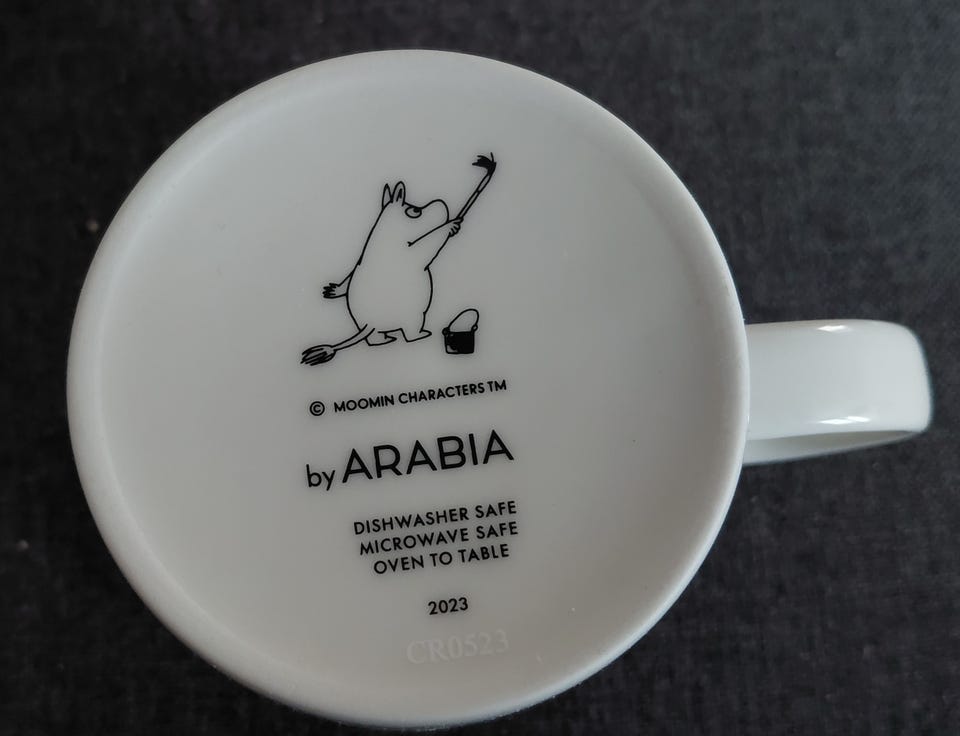 © MOOMIN CHARACTERS TM
by ARABIA
DISHWASHER SAFE
MICROWAVE SAFE
OVEN TO TABLE
2023
CR0523